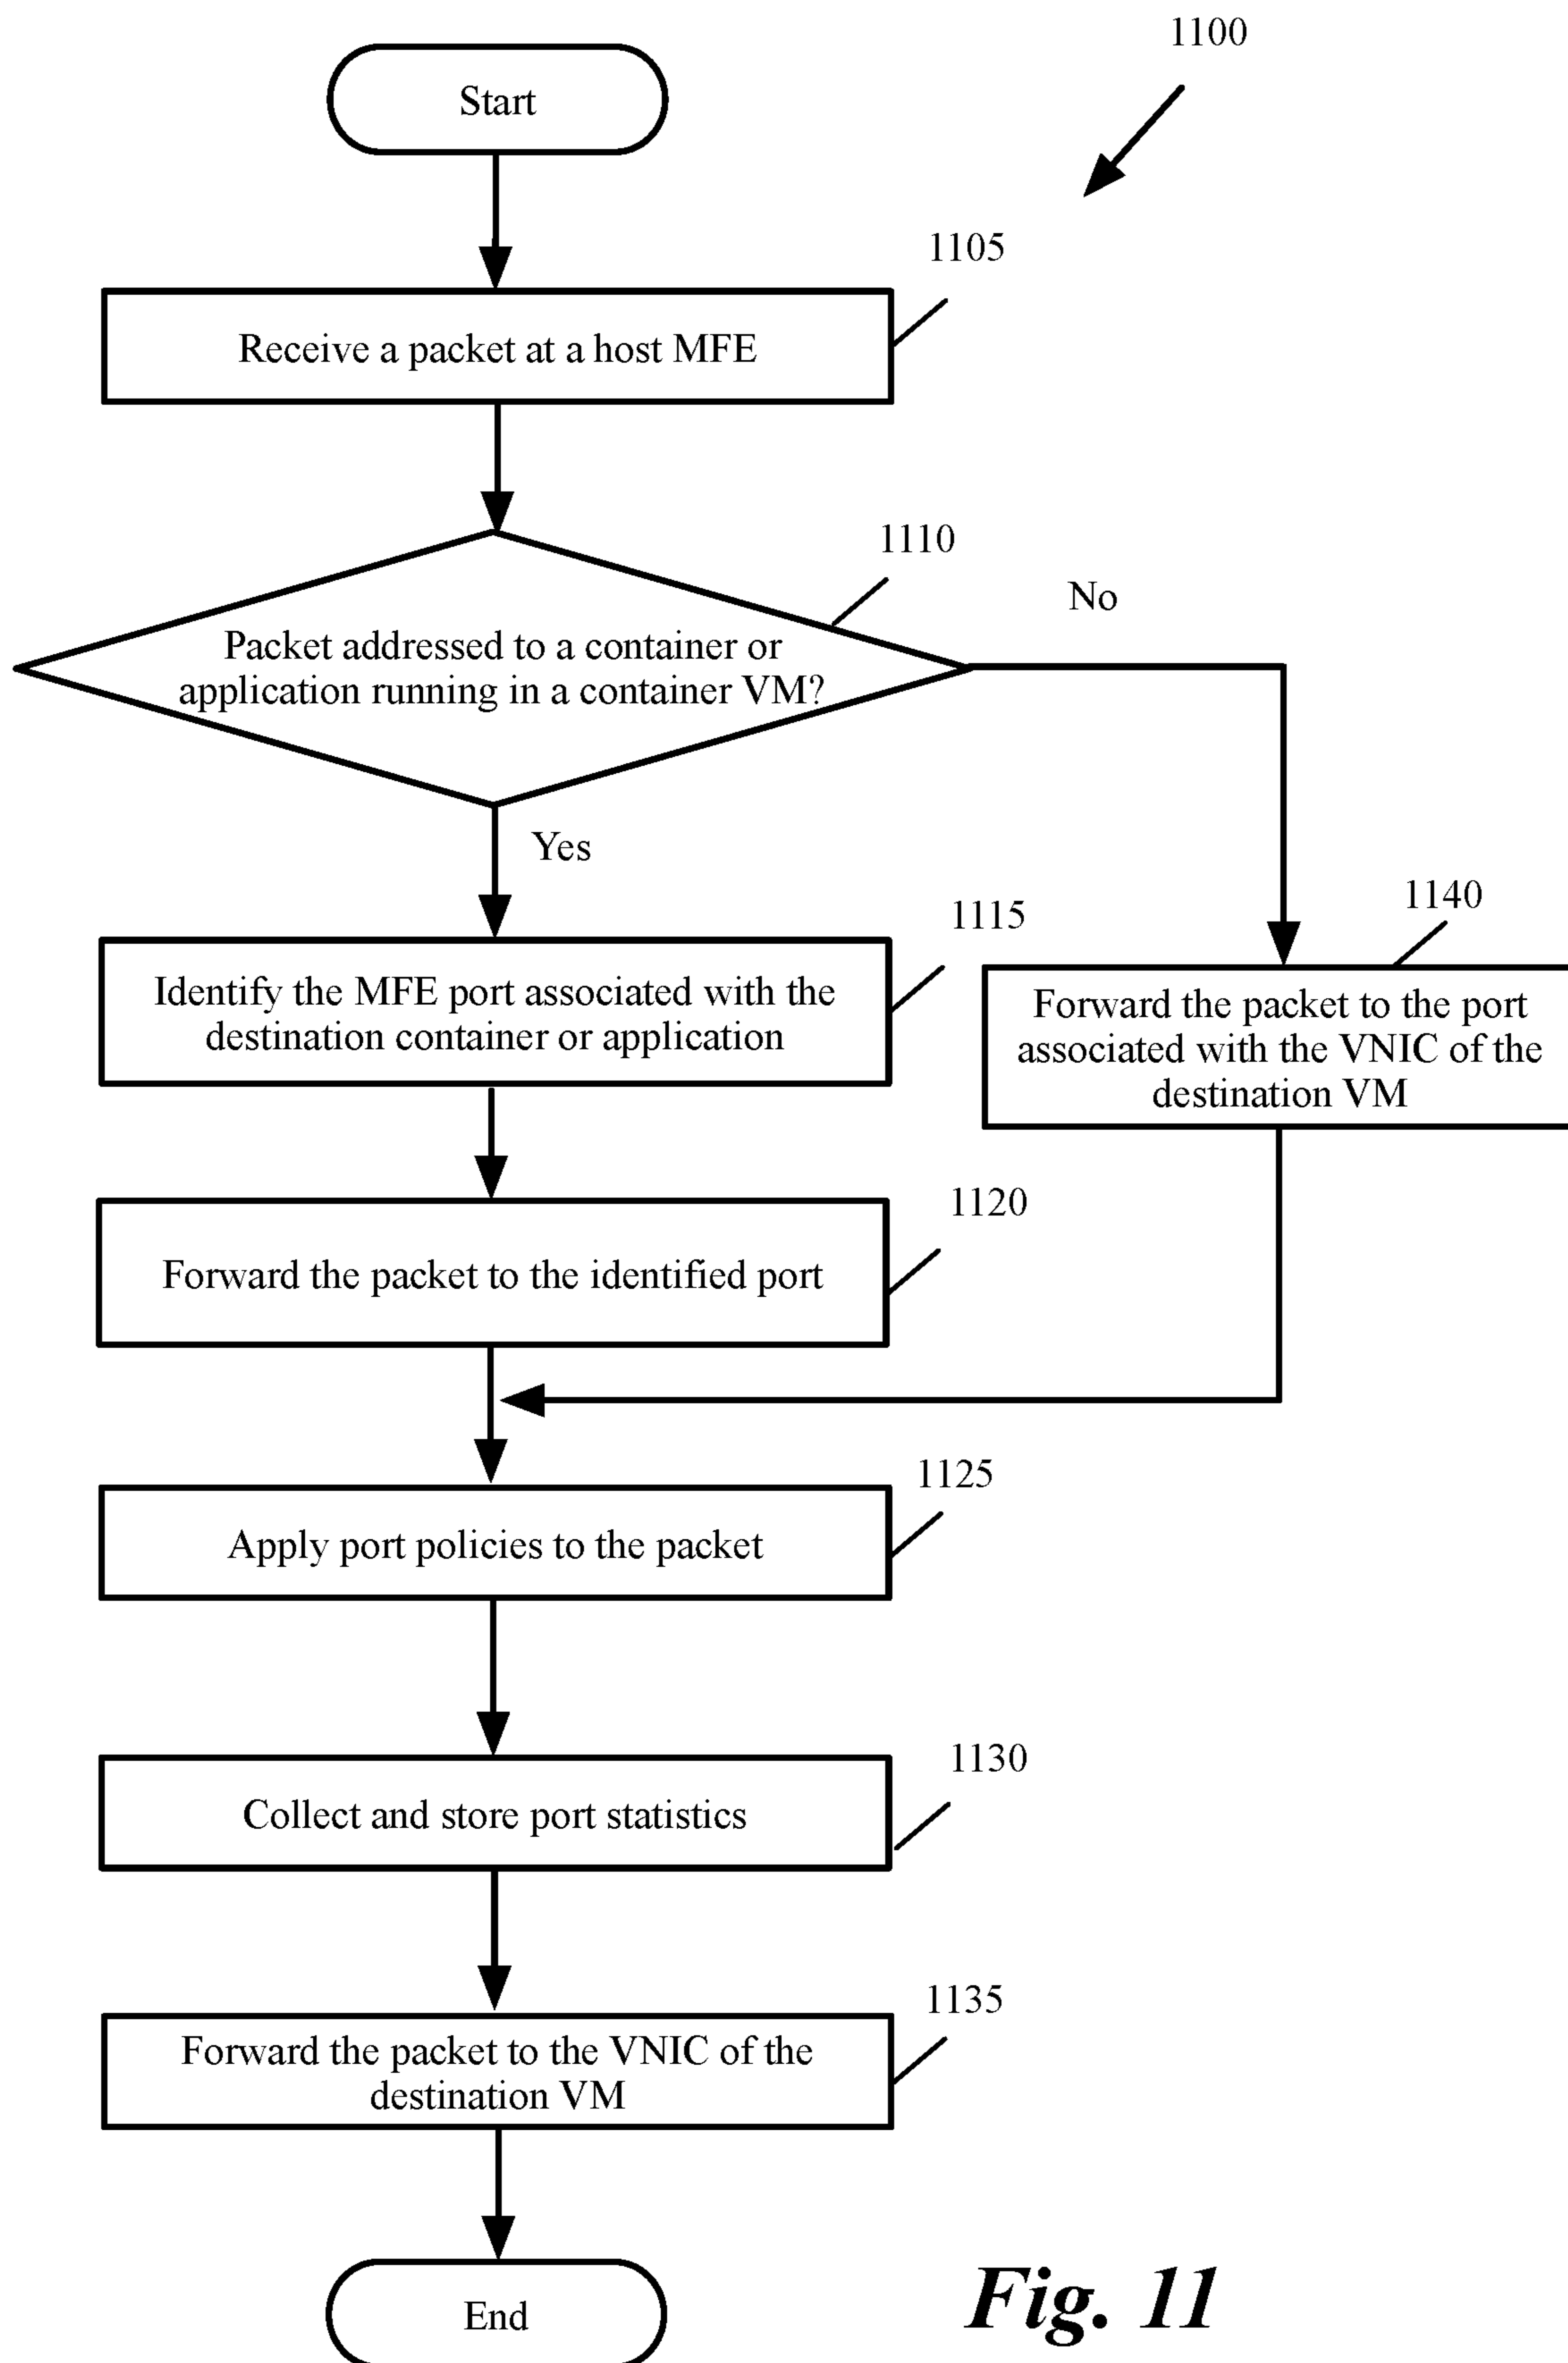 1100
Start
1105
Receive a packet at a host MFE
1110
No
Packet addressed to a container or
application running in a container VM?
Yes
1115
Identify the MFE port associated with the
destination container or application
1140
Forward the packet to the port
associated with the VNIC of the
destination VM
1120
Forward the packet to the identified port
1125
Apply port policies to the packet
1130
Collect and store port statistics
1135
Forward the packet to the VNIC of the
destination VM
End
Fig. 11